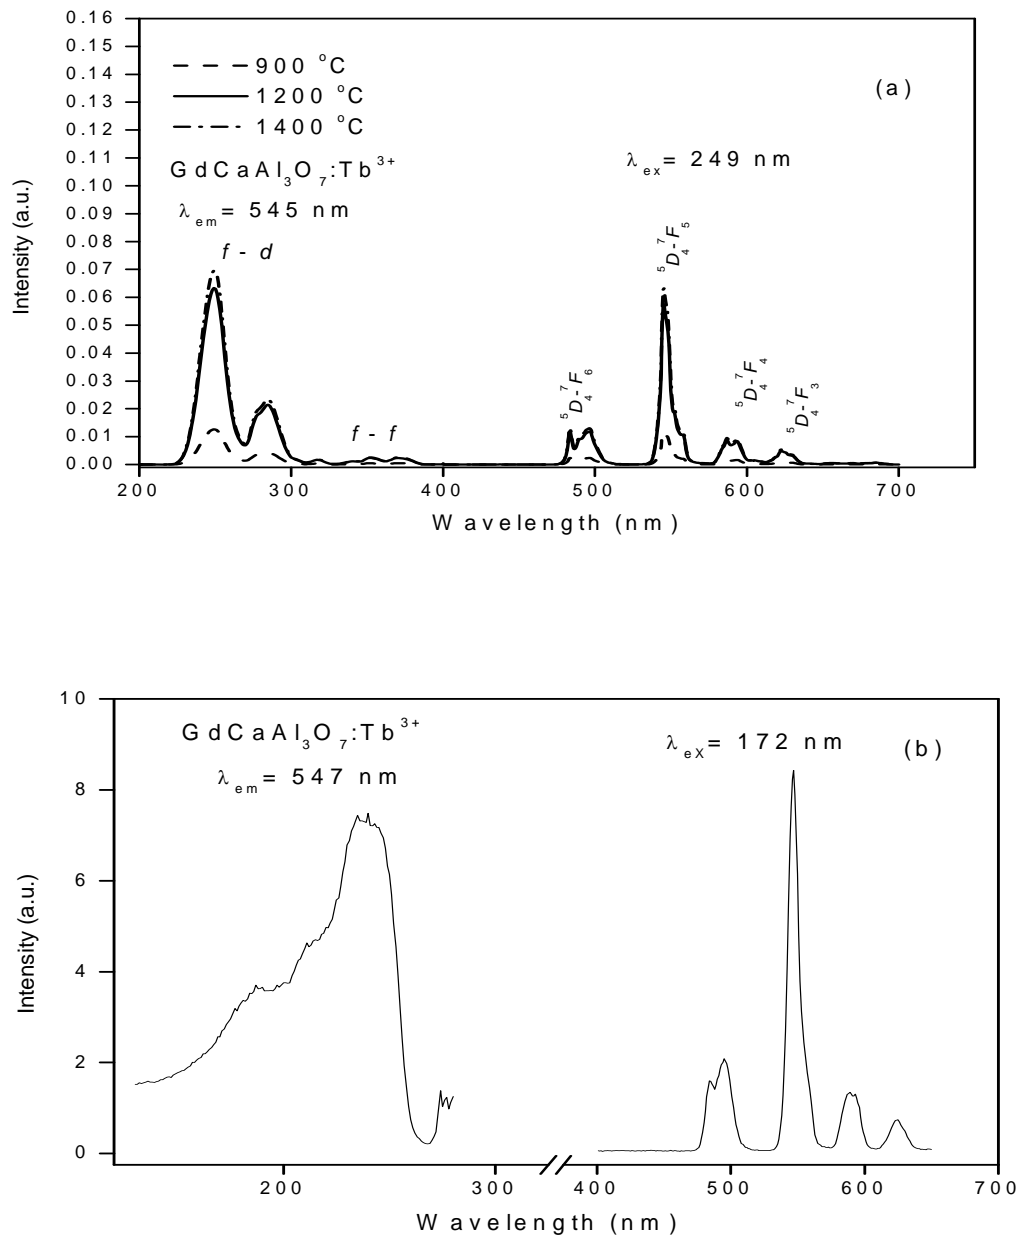 0.16
0.15
0.14
0.13
0.12
0.11
0.10
0.09
0.08
0.07
0.06
0.05
0.04
0.03
0.02
0.01
0.00
Intensity (a.u.)
900 °C
1200 °C
1400 °C
GdCaAl₃O₇:Tb³⁺
λₑₘ= 545 nm
f - d
f - f
(a)
λₑₓ= 249 nm
⁵D₄-⁷F₆
⁵D₄-⁷F₅
⁵D₄-⁷F₄
⁵D₄-⁷F₃
200 300 400 500 600 700
Wavelength (nm)
10
8
6
4
2
0
Intensity (a.u.)
GdCaAl₃O₇:Tb³⁺
λₑₘ= 547 nm
λₑX= 172 nm
(b)
200 300 400 500 600 700
Wavelength (nm)